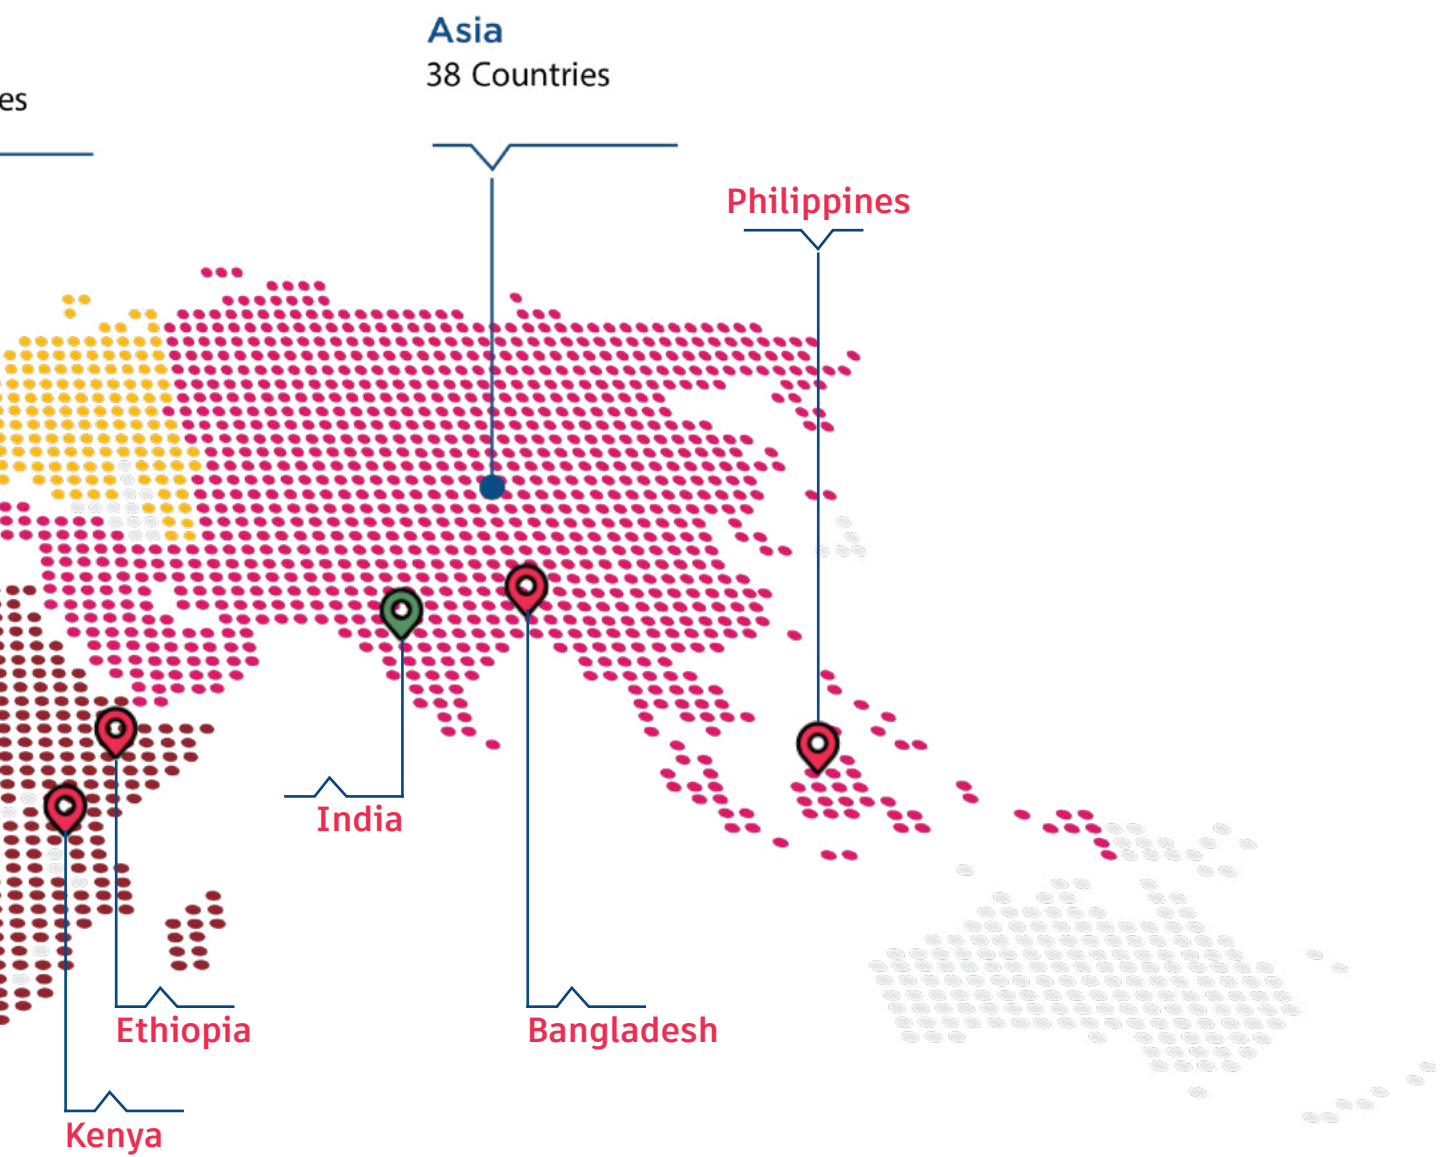 Asia
38 Countries
es
Philippines
India
Ethiopia
Bangladesh
Kenya